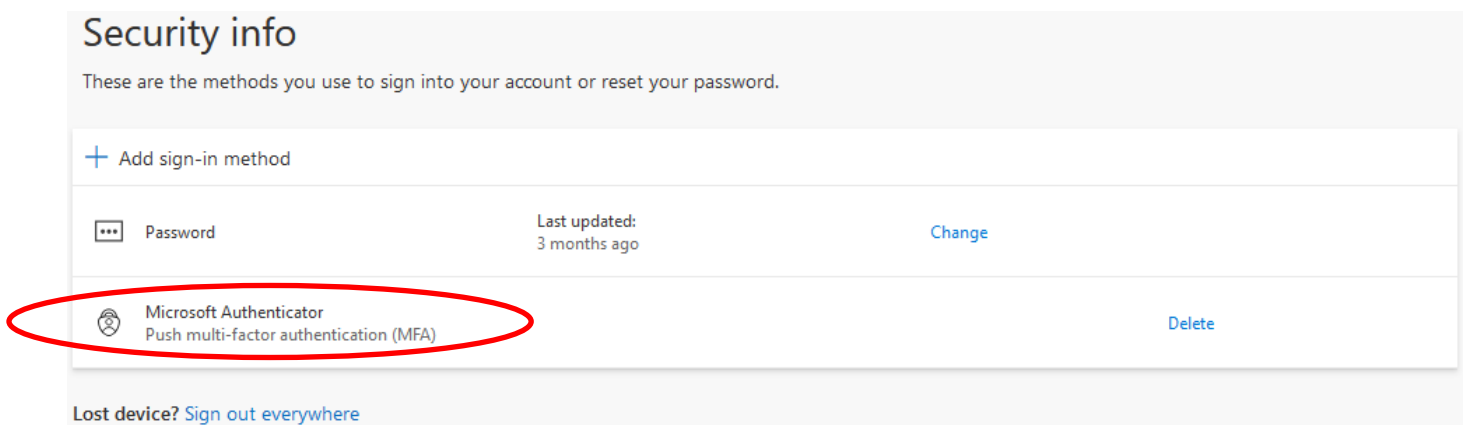 Security info
These are the methods you use to sign into your account or reset your password.
+ Add sign-in method
Password
Last updated:
3 months ago
Change
Microsoft Authenticator
Push multi-factor authentication (MFA)
Delete
Lost device? Sign out everywhere